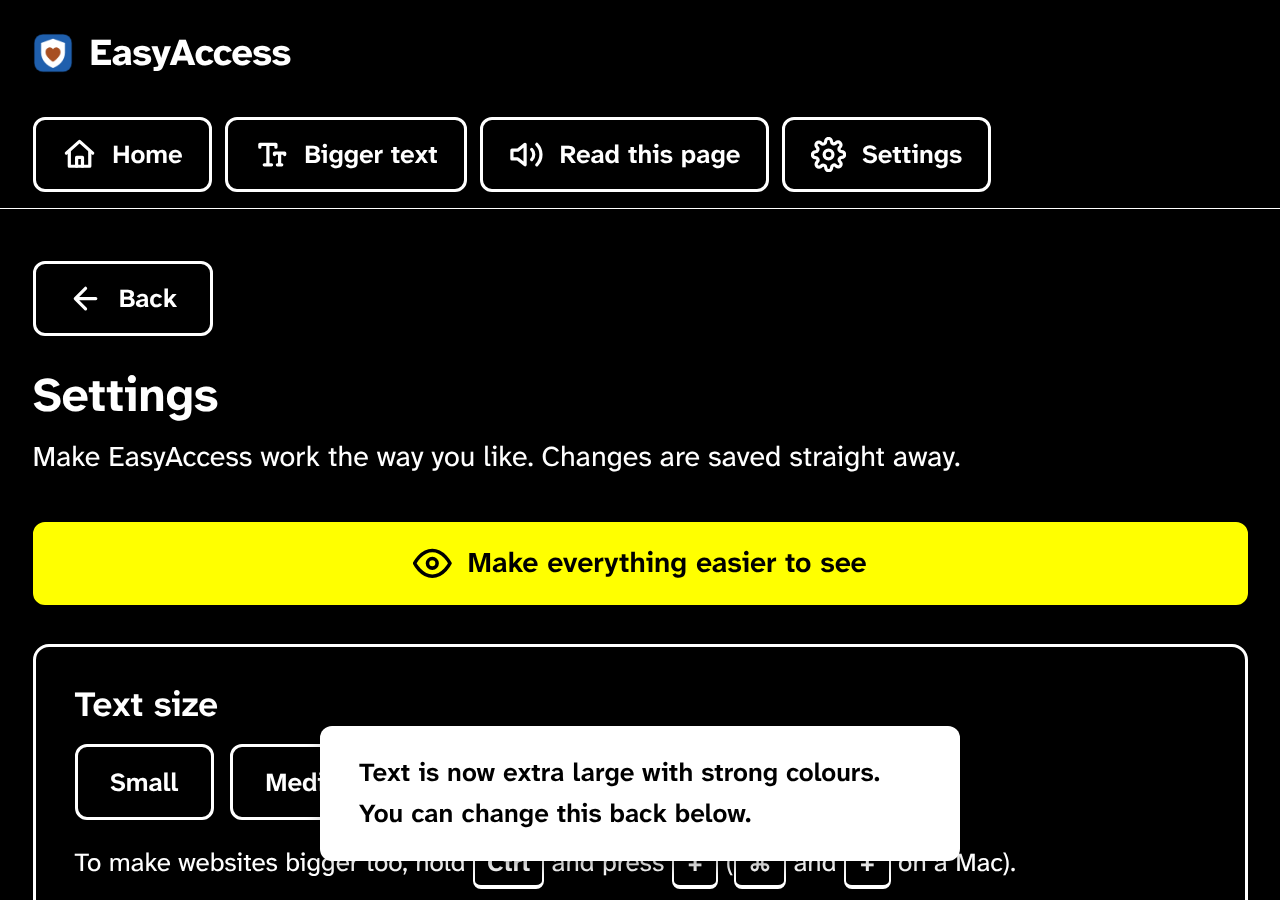 EasyAccess
Home
Bigger text
Read this page
Settings
Back
Settings
Make EasyAccess work the way you like. Changes are saved straight away.
Make everything easier to see
Text size
Small
Text is now extra large with strong colours.
You can change this back below.
To make websites bigger too, hold Ctrl and press + (⌘ and + on a Mac).